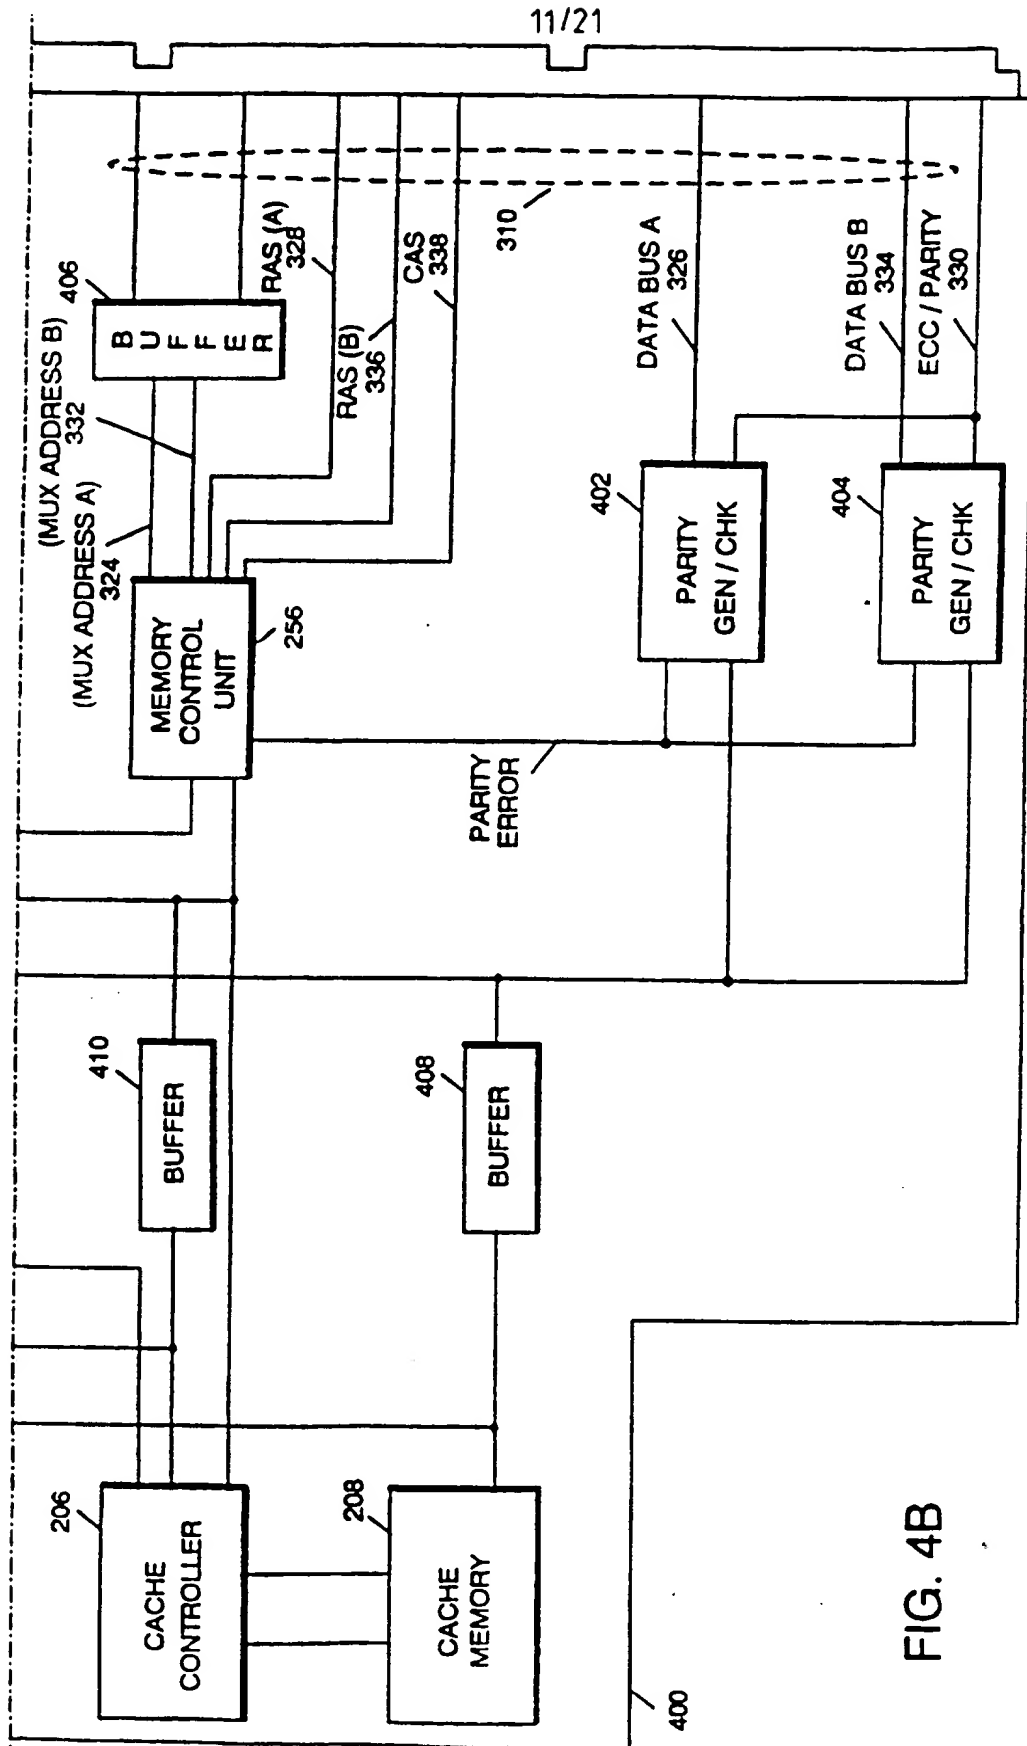 11/21
406
B
U
F
F
E
R
(MUX ADDRESS B)
332
(MUX ADDRESS A)
324
RAS (A)
328
RAS (B)
336
CAS
338
310
DATA BUS A
326
DATA BUS B
334
ECC / PARITY
330
MEMORY
CONTROL
UNIT
256
402
PARITY
GEN / CHK
404
PARITY
GEN / CHK
PARITY
ERROR
410
BUFFER
408
BUFFER
206
CACHE
CONTROLLER
208
CACHE
MEMORY
400
FIG. 4B